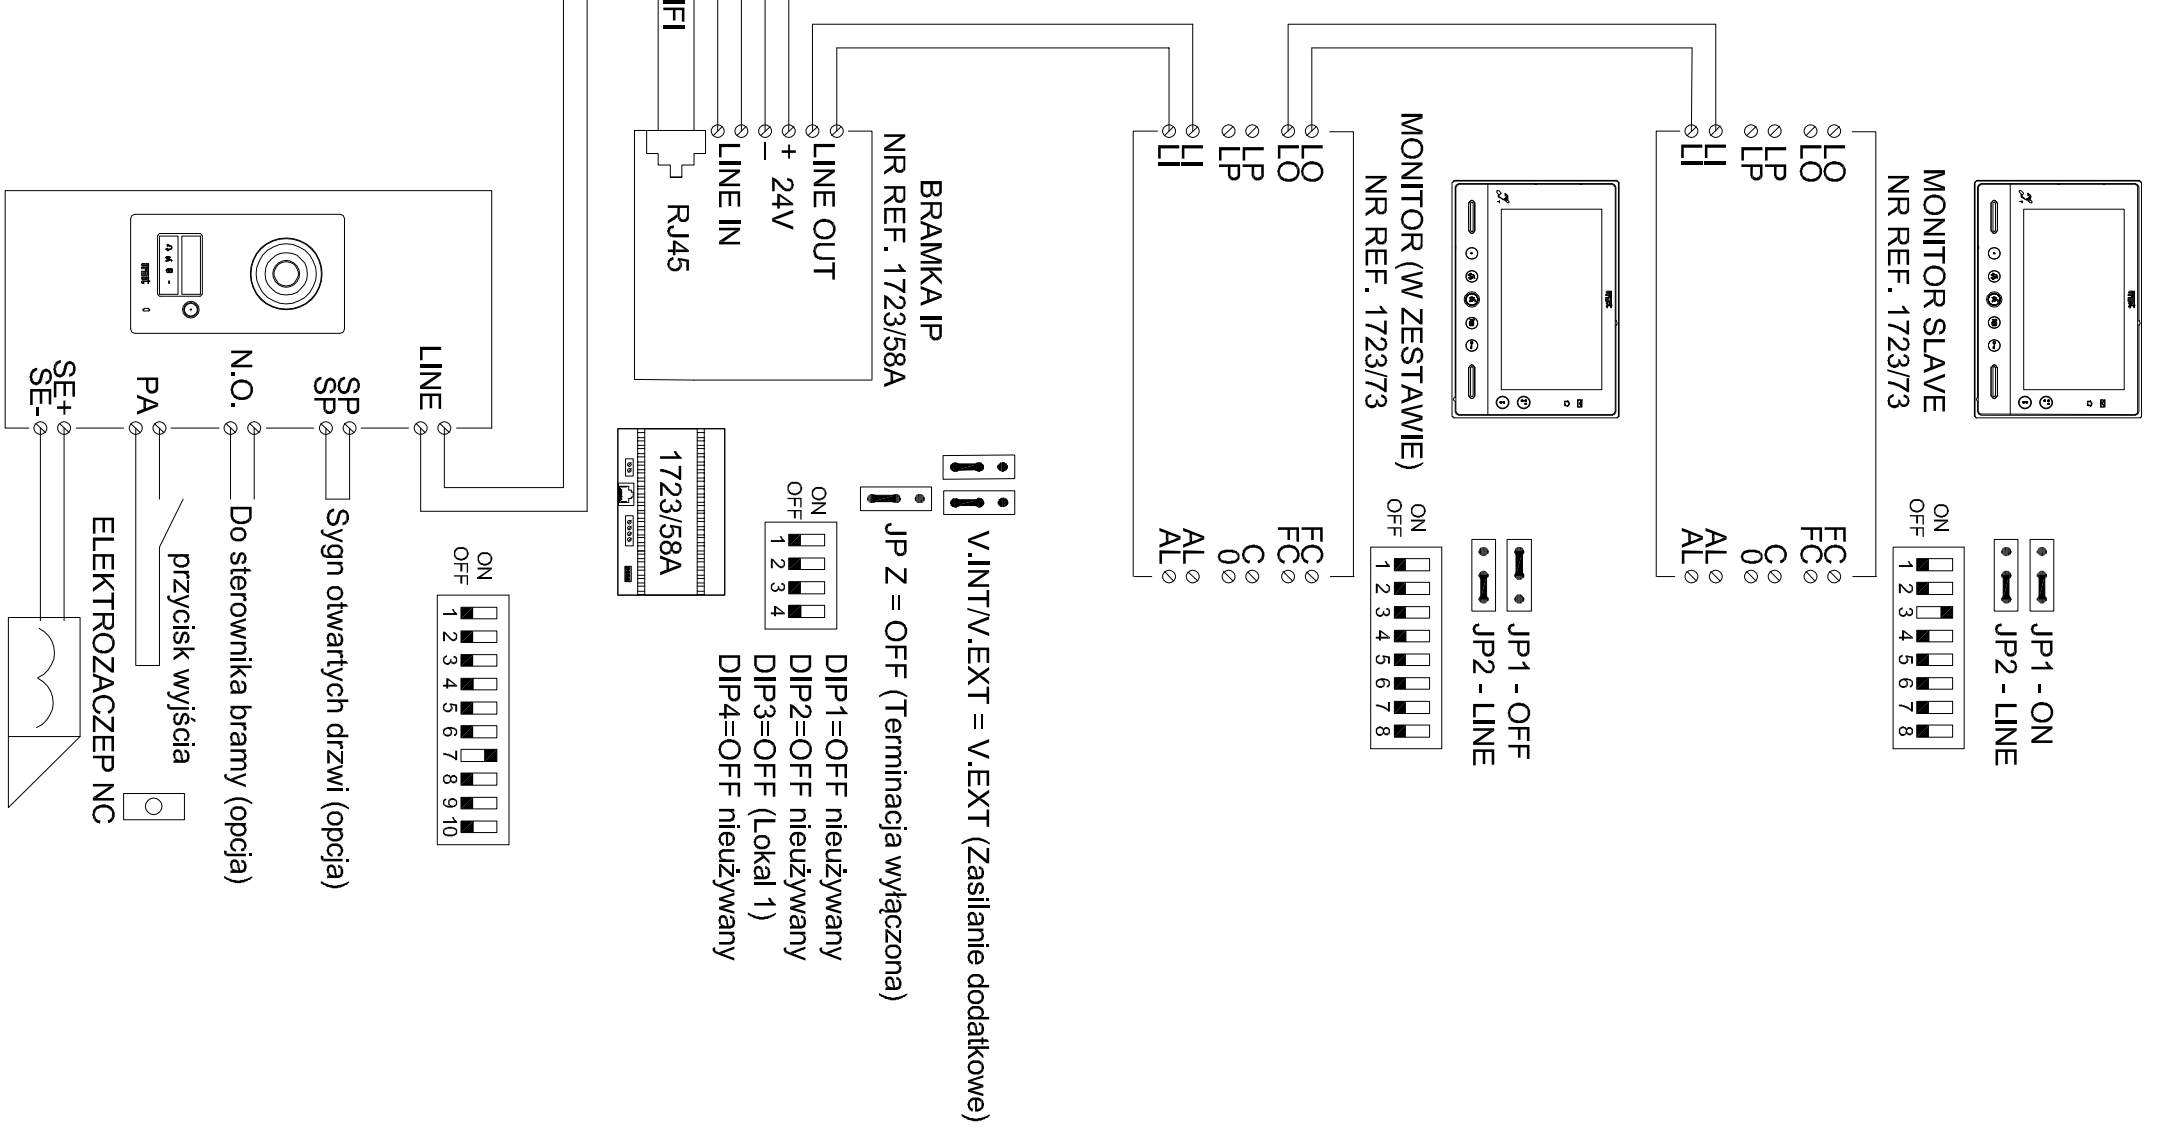 MONITOR SLAVE
NR REF. 1723/73
LO
LO
LP
LP
LI
LI
FC
FC
C
0
AL
AL
ON
OFF
1 2 3 4 5 6 7 8
JP1 - ON
JP2 - LINE
MONITOR (W ZESTAWIE)
NR REF. 1723/73
LO
LO
LP
LP
LI
LI
FC
FC
C
0
AL
AL
ON
OFF
1 2 3 4 5 6 7 8
JP1 - OFF
JP2 - LINE
BRAMKA IP
NR REF. 1723/58A
LINE OUT
+ 24V
–
LINE IN
RJ45
IFI
V.INT/V.EXT = V.EXT (Zasilanie dodatkowe)
JP Z = OFF (Terminacja wyłączona)
ON
OFF
1 2 3 4
DIP1=OFF nieużywany
DIP2=OFF nieużywany
DIP3=OFF (Lokal 1)
DIP4=OFF nieużywany
1723/58A
LINE
SP
SP
N.O.
PA
SE+
SE-
ON
OFF
1 2 3 4 5 6 7 8 9 10
Sygn otwartych drzwi (opcja)
Do sterownika bramy (opcja)
przycisk wyjścia
ELEKTROZACZEP NC